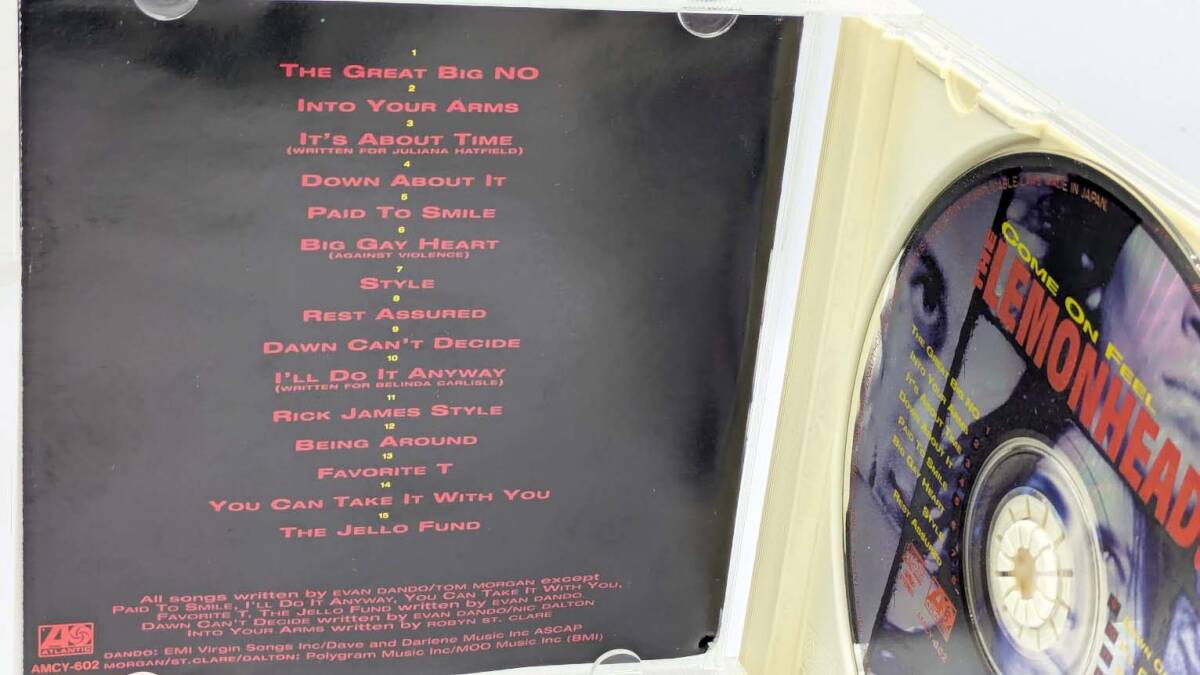 1
THE GREAT BIG NO
2
INTO YOUR ARMS
3
IT'S ABOUT TIME
(WRITTEN FOR JULIANA HATFIELD)
4
DOWN ABOUT IT
5
PAID TO SMILE
6
BIG GAY HEART
(AGAINST VIOLENCE)
7
STYLE
8
REST ASSURED
9
DAWN CAN'T DECIDE
10
I'LL DO IT ANYWAY
(WRITTEN FOR BELINDA CARLISLE)
11
RICK JAMES STYLE
12
BEING AROUND
13
FAVORITE T
14
YOU CAN TAKE IT WITH YOU
15
THE JELLO FUND
All songs written by EVAN DANDO/TOM MORGAN except
PAID TO SMILE, I'LL DO IT ANYWAY, YOU CAN TAKE IT WITH YOU,
FAVORITE T, THE JELLO FUND written by EVAN DANDO
DAWN CAN'T DECIDE written by EVAN DANDO/NIC DALTON
INTO YOUR ARMS written by ROBYN ST. CLARE
DANDO: EMI Virgin Songs Inc/Dave and Darlene Music Inc ASCAP
MORGAN/ST.CLARE/DALTON: Polygram Music Inc/MOO Music Inc (BMI)
ATLANTIC
AMCY-602
MADE IN JAPAN.
COME ON FEEL
THE LEMONHEADS
THE GREAT BIG NO 1
INTO YOUR ARMS 2
IT'S ABOUT TIME 3
DOWN ABOUT IT 4
PAID TO SMILE 5
BIG GAY HEART 6
STYLE 7
REST ASSURED 8